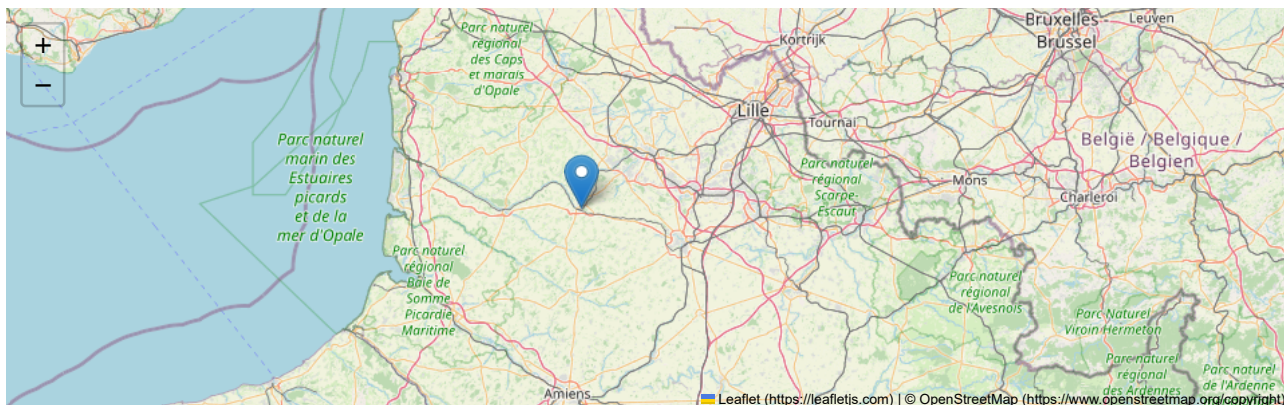 +
−
Parc naturel
régional
des Caps
et marais
d'Opale
Kortrijk
Bruxelles -
Brussel
Leuven
Lille
Tournai
België / Belgique /
Belgien
Parc naturel
marin des
Estuaires
picards
et de la
mer d'Opale
Parc naturel
régional
Scarpe-
Escaut
Mons
Charleroi
Parc naturel
régional
Baie de
Somme
Picardie
Maritime
Parc naturel
régional
de l'Avesnois
Parc Naturel
Viroin Hermeton
Parc naturel
régional
des Ardennes
Parc naturel
de l'Ardenne
Amiens
Leaflet (https://leafletjs.com) | © OpenStreetMap (https://www.openstreetmap.org/copyright)